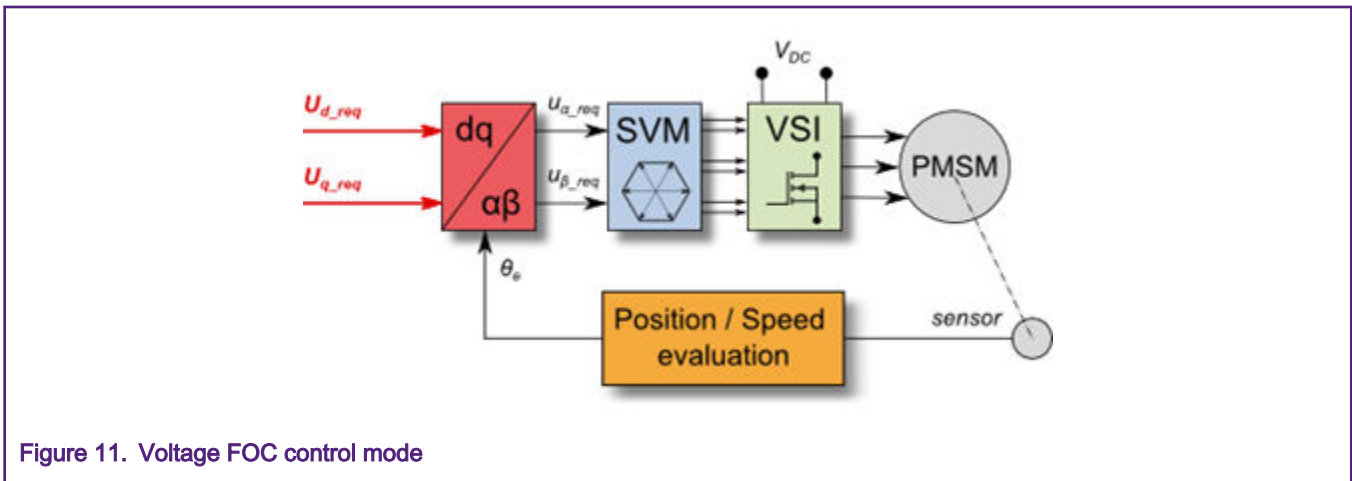 V_DC
U_d_req
dq
u_α_req
SVM
VSI
PMSM
U_q_req
αβ
u_β_req
θ_e
Position / Speed
evaluation
sensor
Figure 11. Voltage FOC control mode